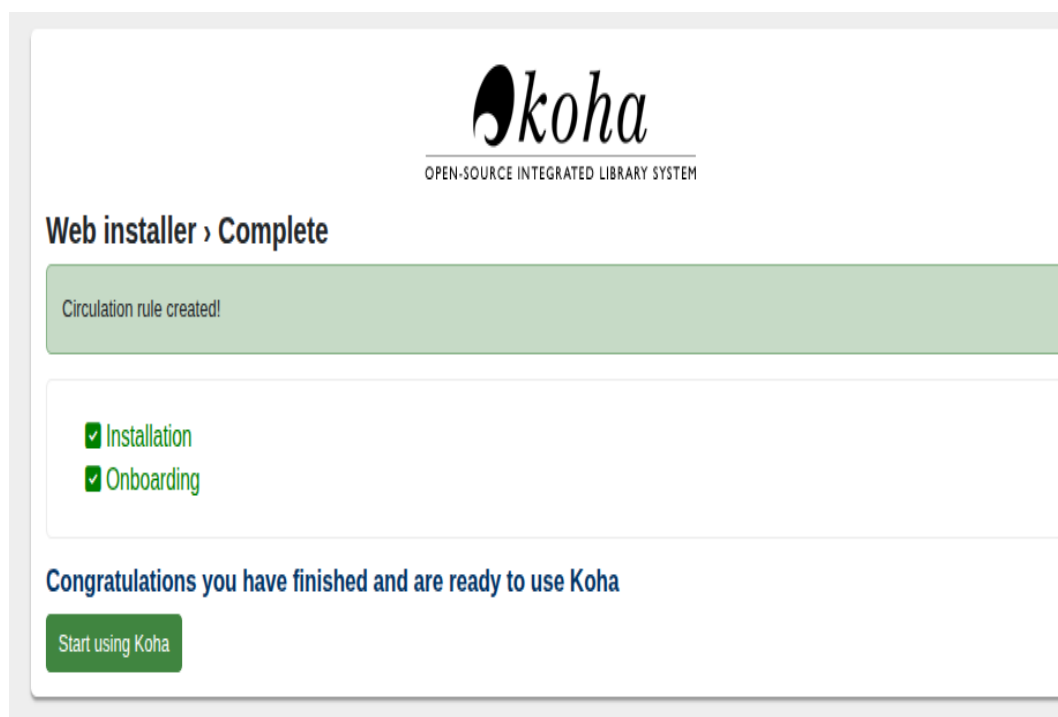 koha
OPEN-SOURCE INTEGRATED LIBRARY SYSTEM
Web installer › Complete
Circulation rule created!
Installation
Onboarding
Congratulations you have finished and are ready to use Koha
Start using Koha